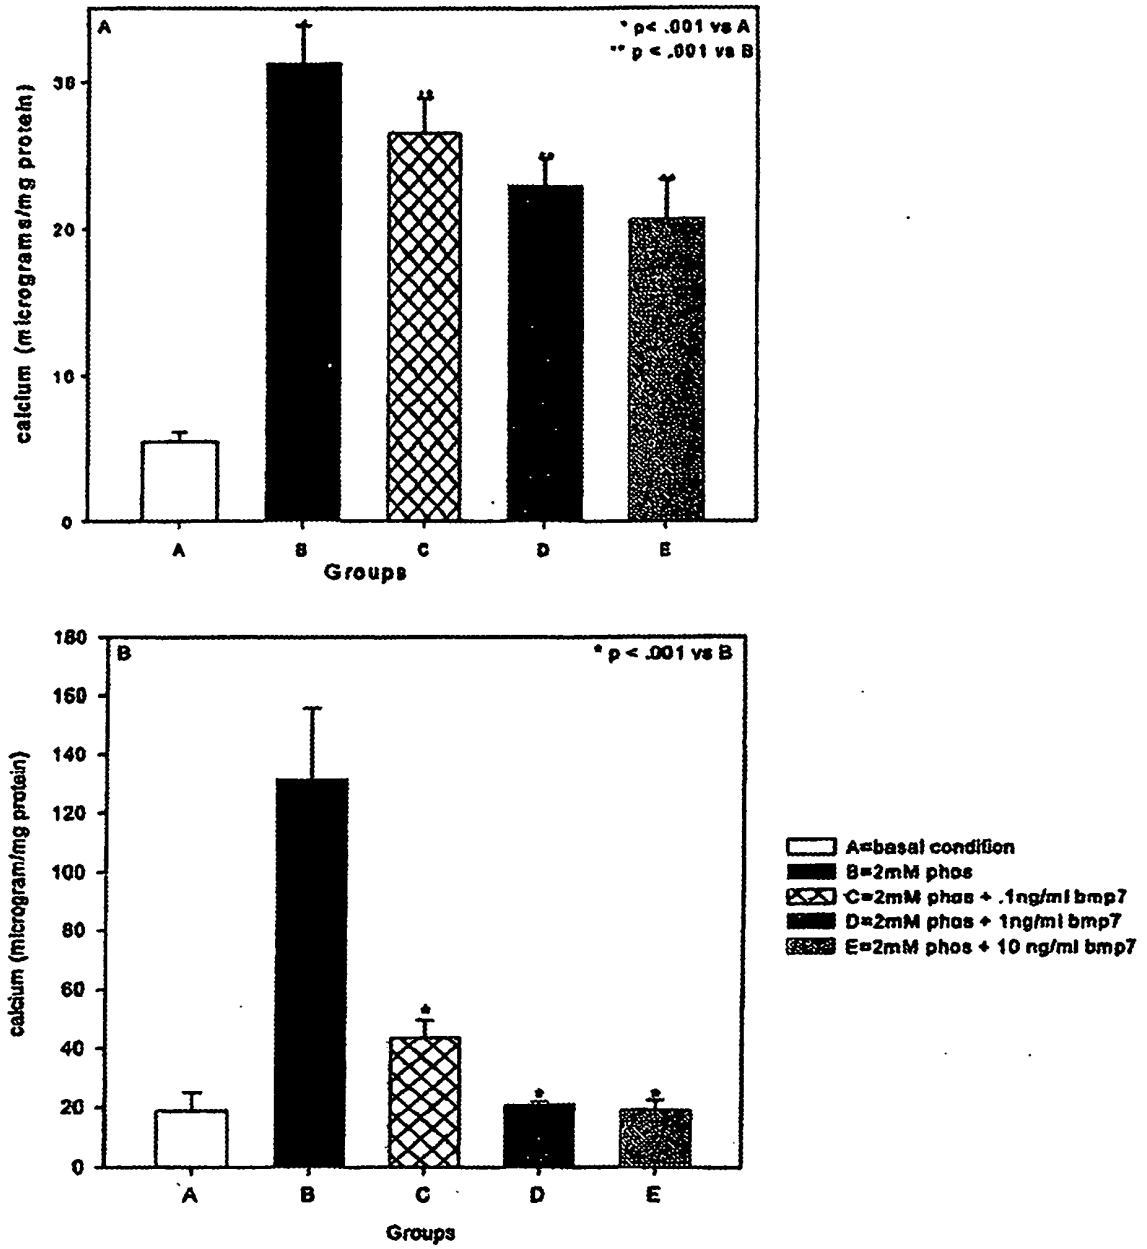 A
* p< .001 vs A
** p < .001 vs B
calcium (micrograms/mg protein)
30
20
10
0
*
**
**
**
A B C D E
Groups
B
* p < .001 vs B
calcium (microgram/mg protein)
180
160
140
120
100
80
60
40
20
0
*
*
*
A B C D E
Groups
A=basal condition
B=2mM phos
C=2mM phos + .1ng/ml bmp7
D=2mM phos + 1ng/ml bmp7
E=2mM phos + 10 ng/ml bmp7